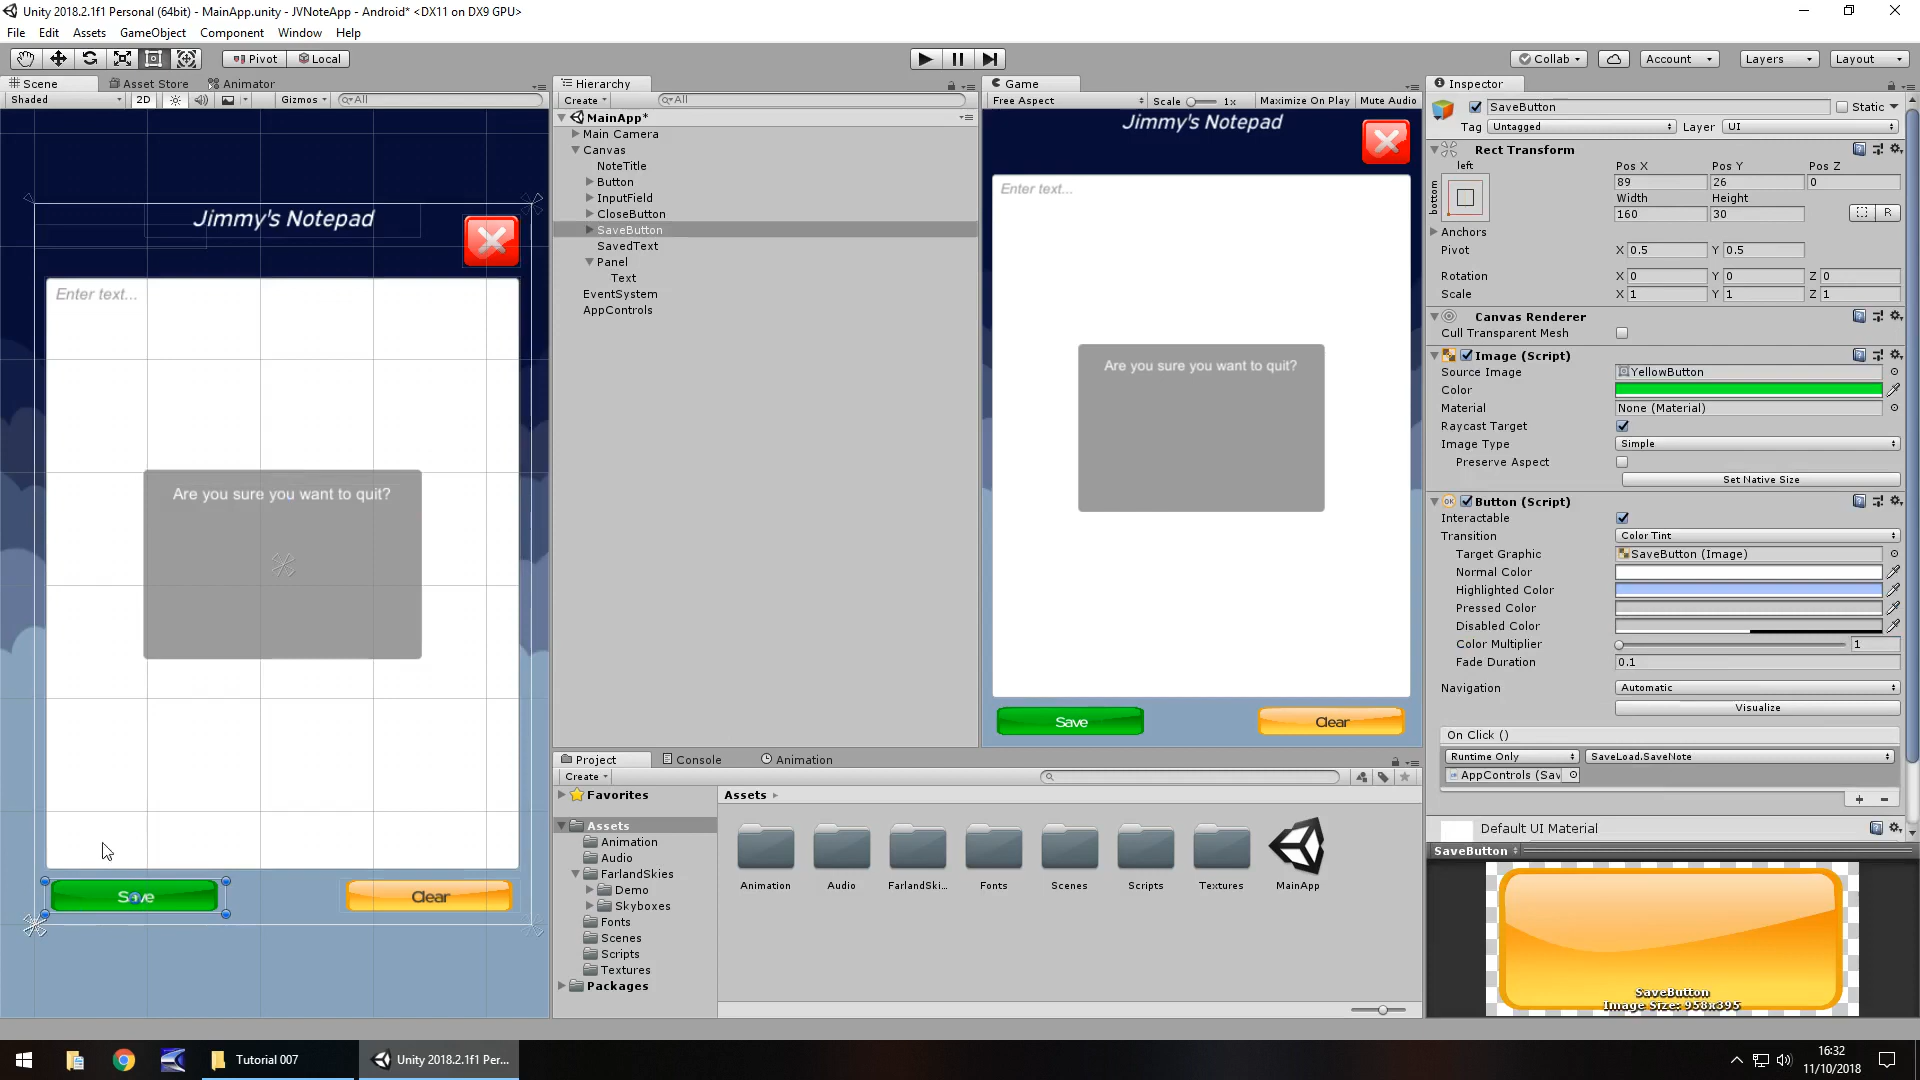 Unity 2018.2.1f1 Personal (64bit) - MainApp.unity - JVNoteApp - Android* <DX11 on DX9 GPU>
File Edit Assets GameObject Component Window Help
Pivot Local
Collab Account Layers Layout
Scene Asset Store Animator
Shaded 2D Gizmos All
Jimmy's Notepad
Enter text...
Are you sure you want to quit?
Save
Clear
Hierarchy
Create All
MainApp*
Main Camera
Canvas
NoteTitle
Button
InputField
CloseButton
SaveButton
SavedText
Panel
Text
EventSystem
AppControls
Game
Free Aspect Scale 1x Maximize On Play Mute Audio
Jimmy's Notepad
Enter text...
Are you sure you want to quit?
Save Clear
Project Console Animation
Create
Favorites
Assets
Animation
Audio
FarlandSkies
Demo
Skyboxes
Fonts
Scenes
Scripts
Textures
Packages
Assets
Animation Audio FarlandSki... Fonts Scenes Scripts Textures MainApp
Inspector
SaveButton Static
Tag Untagged Layer UI
Rect Transform
left
bottom
Pos X Pos Y Pos Z
89 26 0
Width Height
160 30
R
Anchors
Pivot X 0.5 Y 0.5
Rotation X 0 Y 0 Z 0
Scale X 1 Y 1 Z 1
Canvas Renderer
Cull Transparent Mesh
Image (Script)
Source Image YellowButton
Color
Material None (Material)
Raycast Target
Image Type Simple
Preserve Aspect
Set Native Size
OK Button (Script)
Interactable
Transition Color Tint
Target Graphic SaveButton (Image)
Normal Color
Highlighted Color
Pressed Color
Disabled Color
Color Multiplier 1
Fade Duration 0.1
Navigation Automatic
Visualize
On Click ()
Runtime Only SaveLoad.SaveNote
AppControls (Sav
Default UI Material
SaveButton
SaveButton
Image Size: 958x395
Tutorial 007
Unity 2018.2.1f1 Per...
16:32
11/10/2018